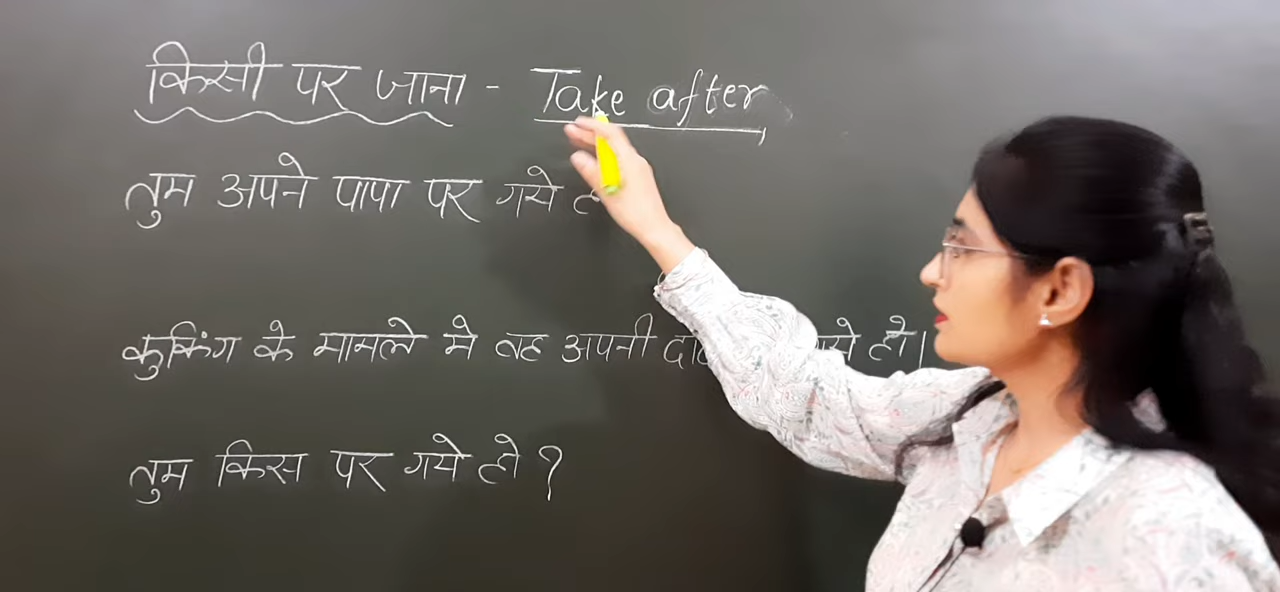 किसी पर जाना - Take after
तुम अपने पापा पर गये
कुकिंग के मामले मे वह अपनी हो।
तुम किस पर गये हो?